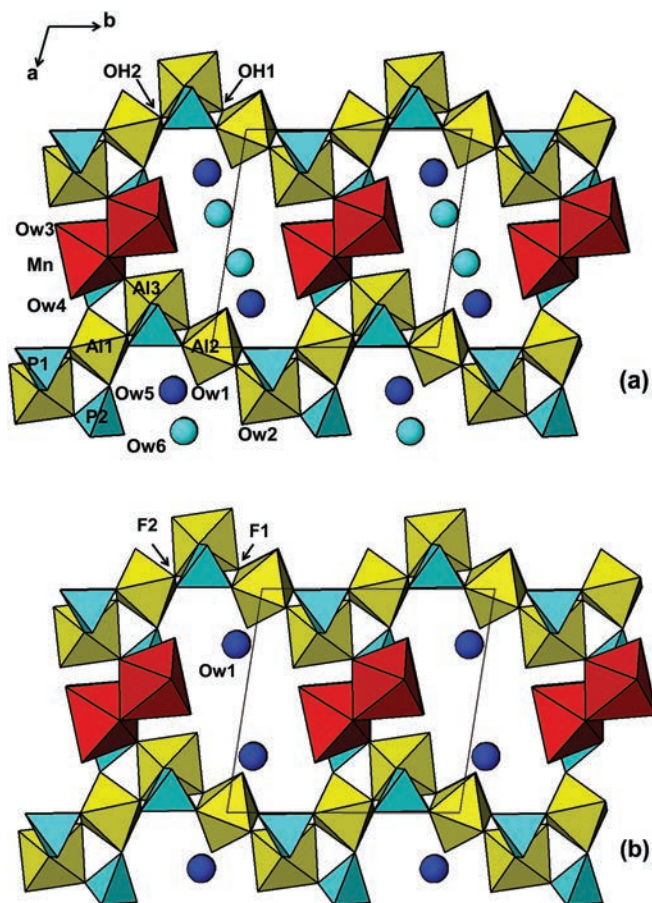 b
a
OH2 OH1
Ow3
Mn
Ow4 Al3
P1 Al1 Al2
(a)
P2 Ow5 Ow1
Ow2
Ow6
F2 F1
Ow1
(b)